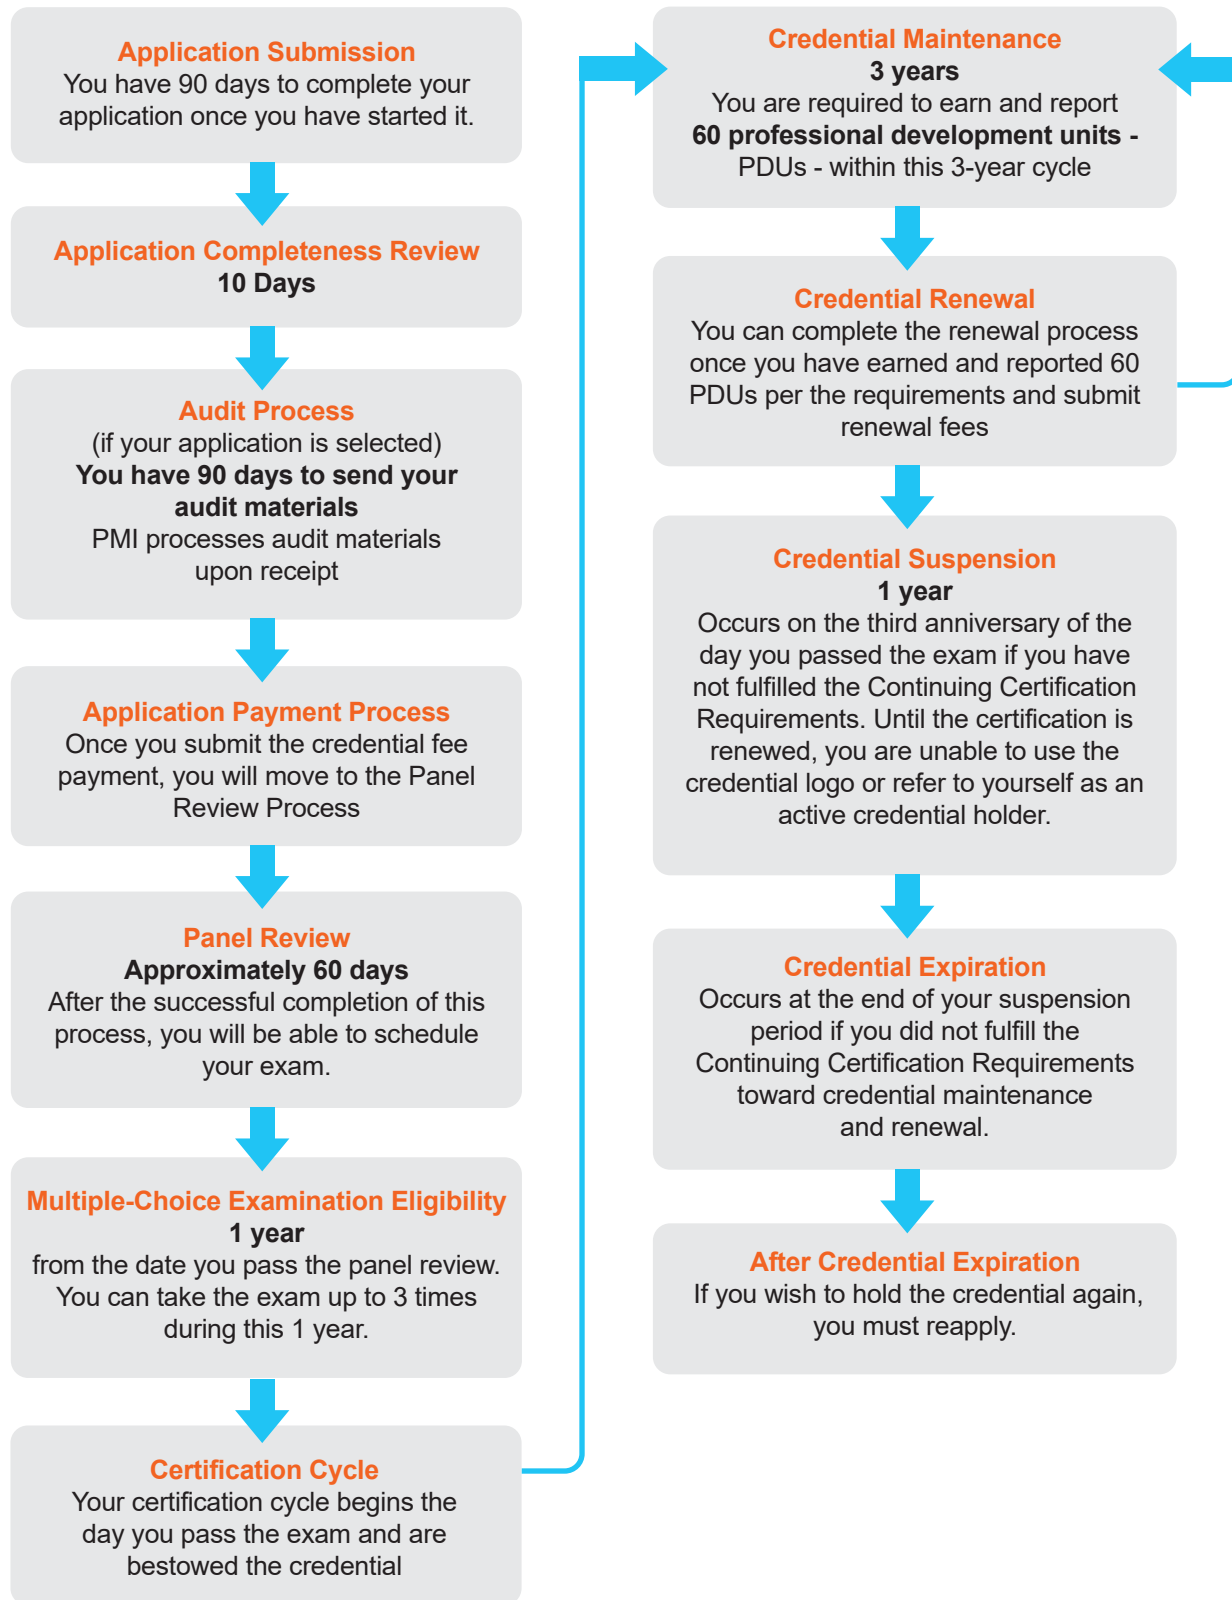 Application Submission
You have 90 days to complete your
application once you have started it.
Application Completeness Review
10 Days
Audit Process
(if your application is selected)
You have 90 days to send your
audit materials
PMI processes audit materials
upon receipt
Application Payment Process
Once you submit the credential fee
payment, you will move to the Panel
Review Process
Panel Review
Approximately 60 days
After the successful completion of this
process, you will be able to schedule
your exam.
Multiple-Choice Examination Eligibility
1 year
from the date you pass the panel review.
You can take the exam up to 3 times
during this 1 year.
Certification Cycle
Your certification cycle begins the
day you pass the exam and are
bestowed the credential
Credential Maintenance
3 years
You are required to earn and report
60 professional development units -
PDUs - within this 3-year cycle
Credential Renewal
You can complete the renewal process
once you have earned and reported 60
PDUs per the requirements and submit
renewal fees
Credential Suspension
1 year
Occurs on the third anniversary of the
day you passed the exam if you have
not fulfilled the Continuing Certification
Requirements. Until the certification is
renewed, you are unable to use the
credential logo or refer to yourself as an
active credential holder.
Credential Expiration
Occurs at the end of your suspension
period if you did not fulfill the
Continuing Certification Requirements
toward credential maintenance
and renewal.
After Credential Expiration
If you wish to hold the credential again,
you must reapply.